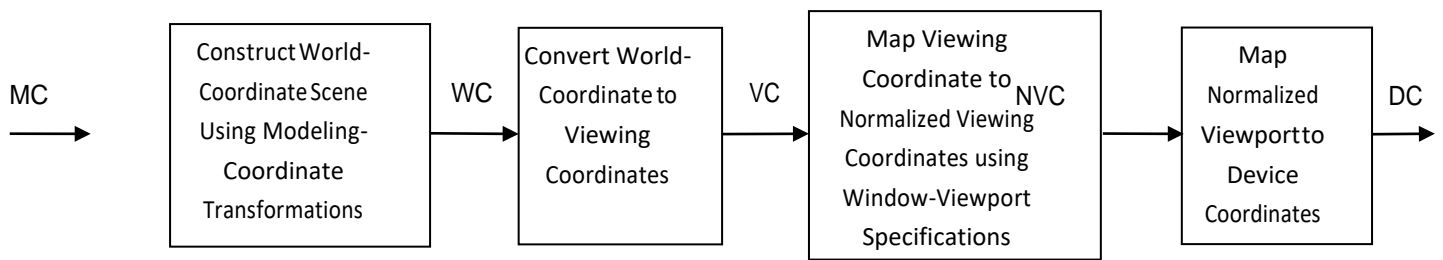 MC
Construct World-
Coordinate Scene
Using Modeling-
Coordinate
Transformations
WC
Convert World-
Coordinate to
Viewing
Coordinates
VC
Map Viewing
Coordinate to
Normalized Viewing
Coordinates using
Window-Viewport
Specifications
NVC
Map
Normalized
Viewport to
Device
Coordinates
DC